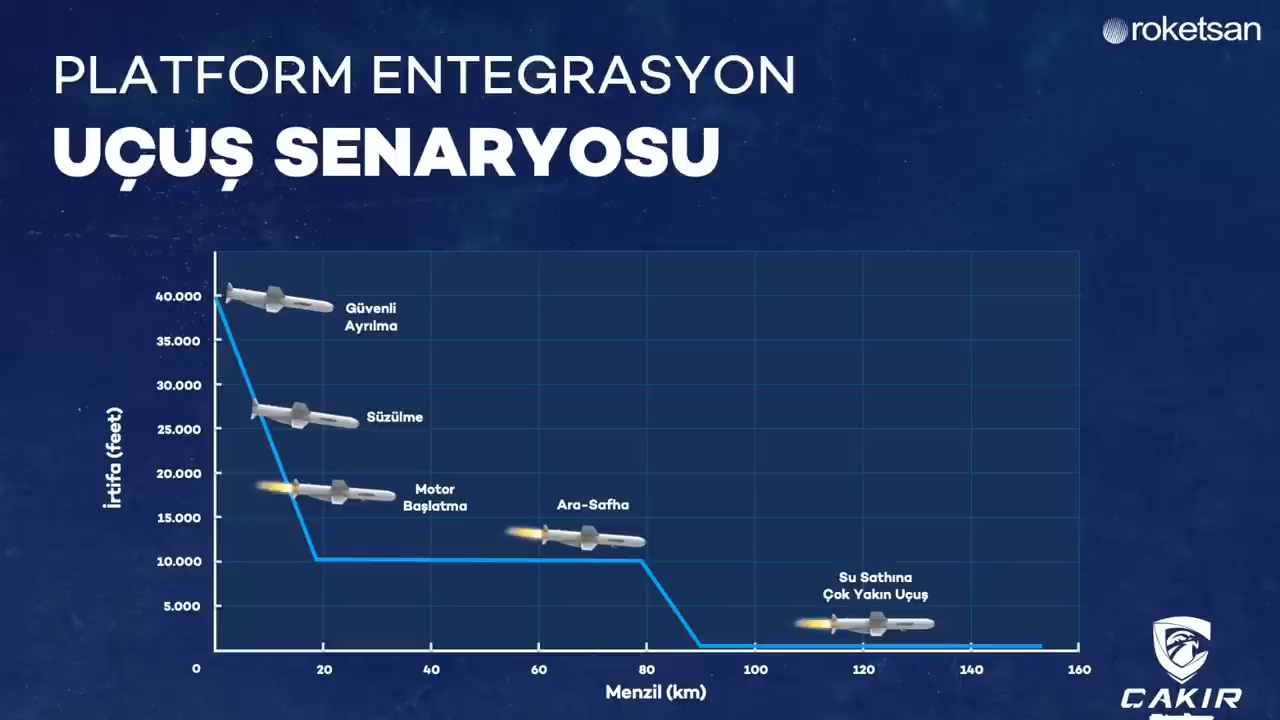 roketsan
PLATFORM ENTEGRASYON
UÇUŞ SENARYOSU
İrtifa (feet)
40.000
35.000
30.000
25.000
20.000
15.000
10.000
5.000
Güvenli
Ayrılma
Süzülme
Motor
Başlatma
Ara-Safha
Su Sathına
Çok Yakın Uçuş
0 20 40 60 80 100 120 140 160
Menzil (km)
ÇAKIR